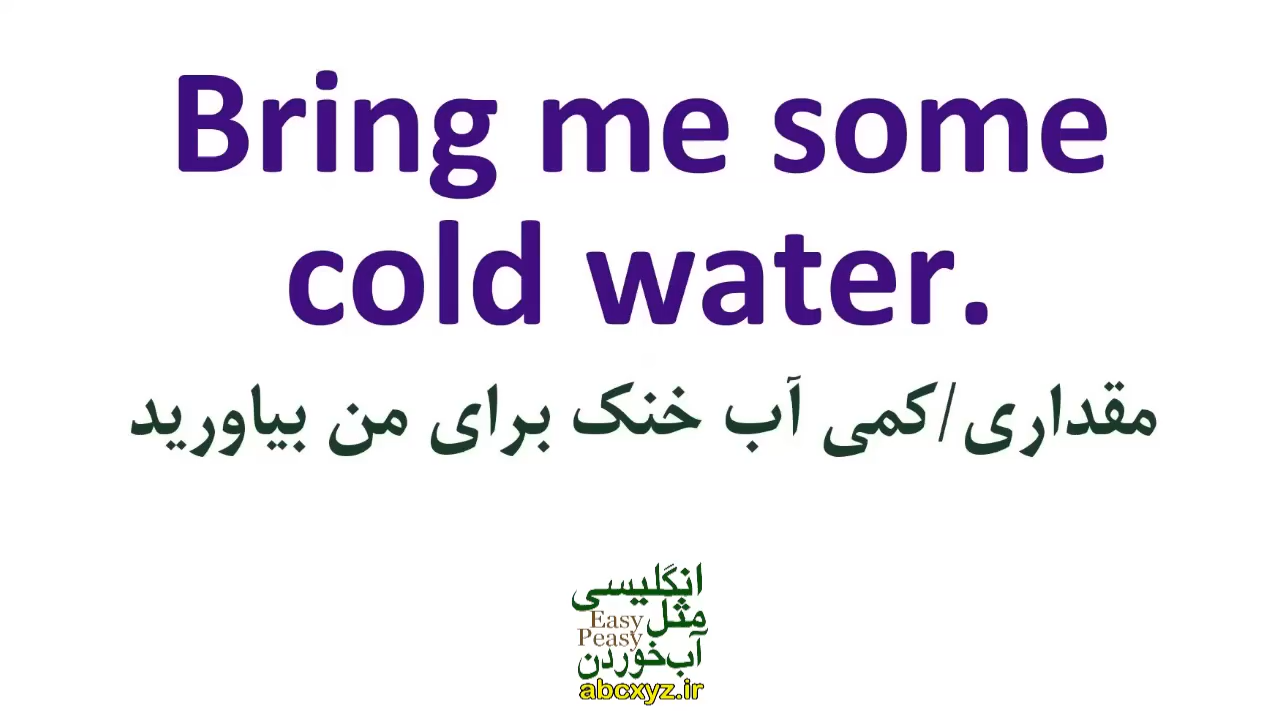 Bring me some
cold water.
مقداری/کمی آب خنک برای من بیاورید
انگلیسی
مثل
Easy
Peasy
آب‌خوردن
abcxyz.ir